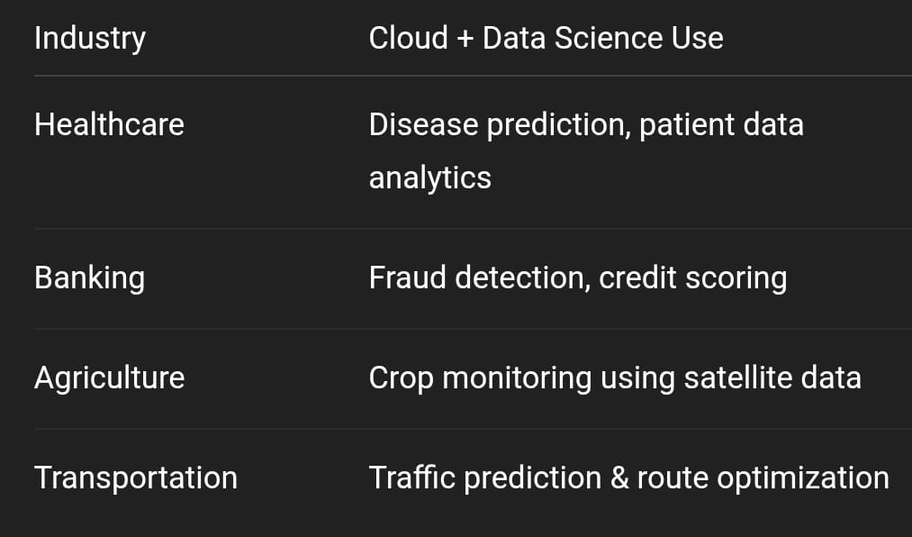 Industry Cloud + Data Science Use
Healthcare Disease prediction, patient data
analytics
Banking Fraud detection, credit scoring
Agriculture Crop monitoring using satellite data
Transportation Traffic prediction & route optimization